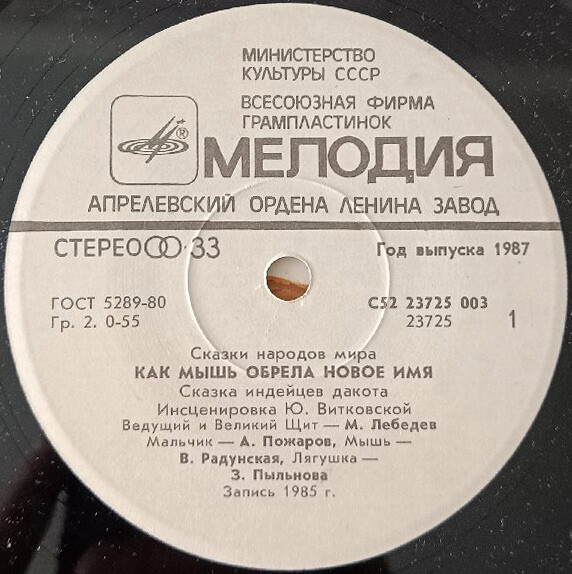 МИНИСТЕРСТВО
КУЛЬТУРЫ СССР
ВСЕСОЮЗНАЯ ФИРМА
ГРАМПЛАСТИНОК
®
МЕЛОДИЯ
АПРЕЛЕВСКИЙ ОРДЕНА ЛЕНИНА ЗАВОД
СТЕРЕО 33
Год выпуска 1987
ГОСТ 5289-80
С52 23725 003
Гр. 2. 0-55
23725
1
Сказки народов мира
КАК МЫШЬ ОБРЕЛА НОВОЕ ИМЯ
Сказка индейцев дакота
Инсценировка Ю. Витковской
Ведущий и Великий Щит — М. Лебедев
Мальчик — А. Пожаров, Мышь —
В. Радунская, Лягушка —
З. Пыльнова
Запись 1985 г.